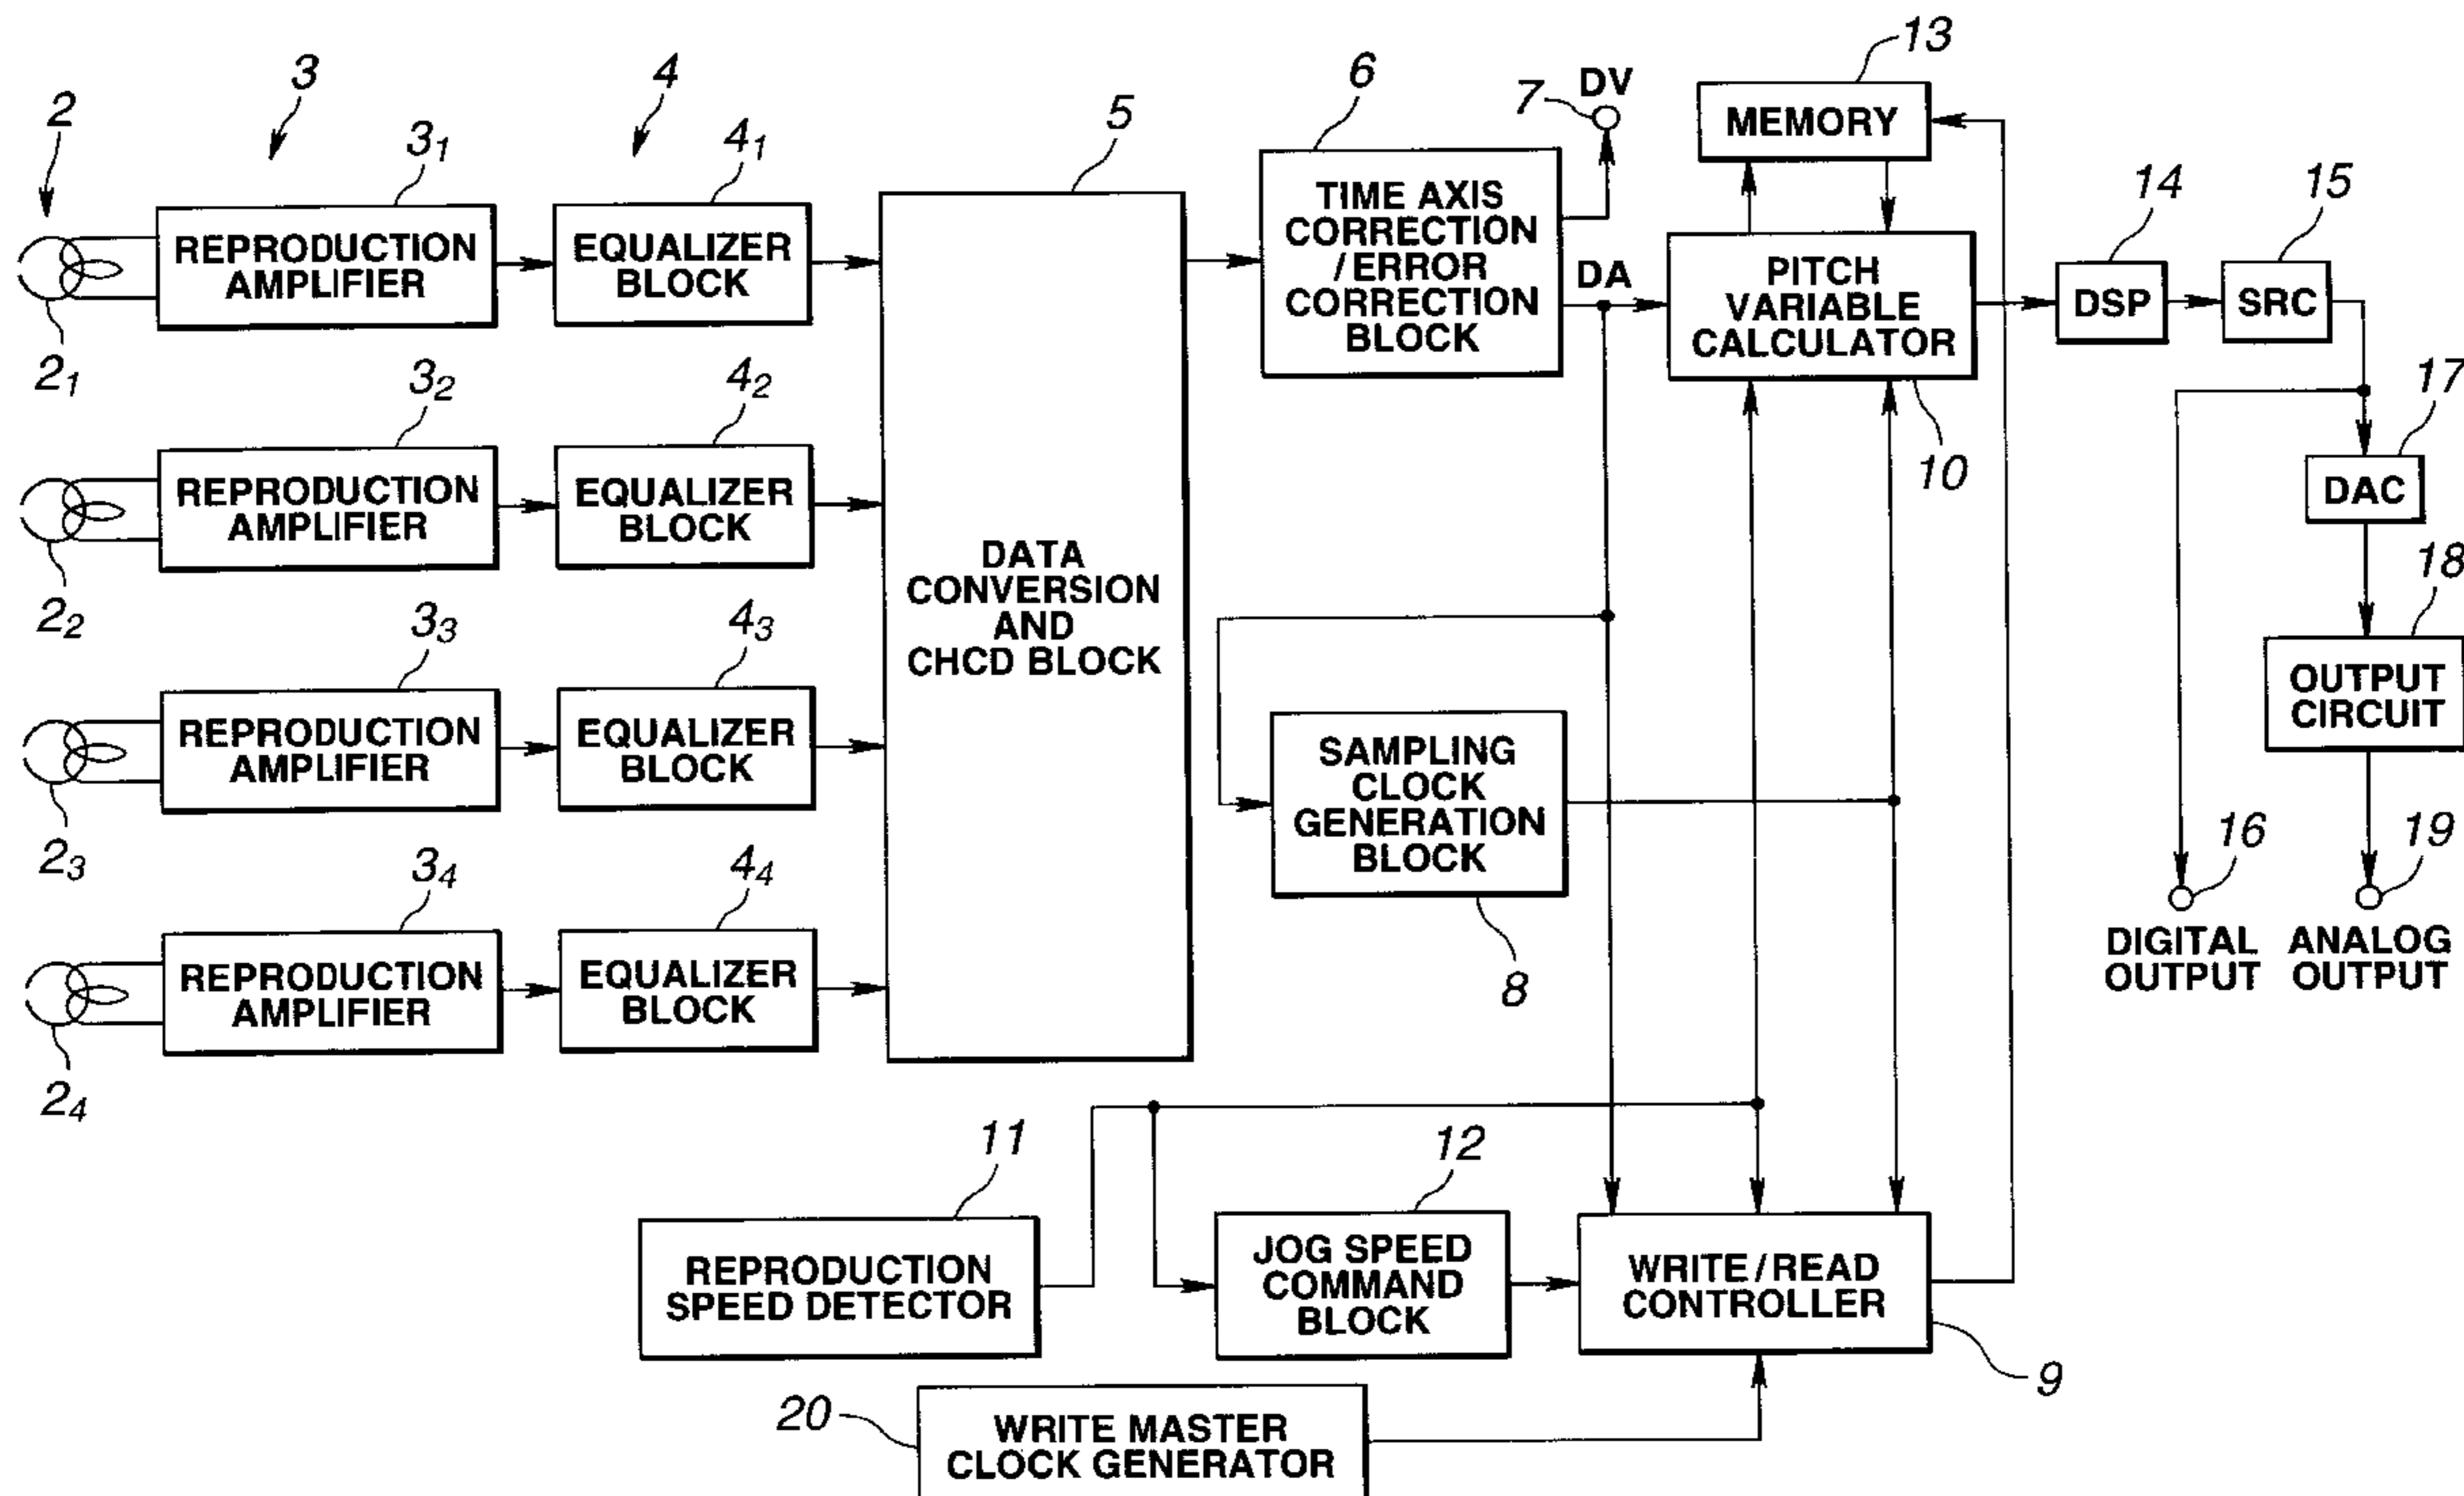 2
3
4
5
6
7
DV
13
MEMORY
2₁
3₁
REPRODUCTION
AMPLIFIER
4₁
EQUALIZER
BLOCK
TIME AXIS
CORRECTION
/ERROR
CORRECTION
BLOCK
DA
PITCH
VARIABLE
CALCULATOR
10
14
DSP
15
SRC
2₂
3₂
REPRODUCTION
AMPLIFIER
4₂
EQUALIZER
BLOCK
DATA
CONVERSION
AND
CHCD BLOCK
17
DAC
18
OUTPUT
CIRCUIT
2₃
3₃
REPRODUCTION
AMPLIFIER
4₃
EQUALIZER
BLOCK
SAMPLING
CLOCK
GENERATION
BLOCK
8
16
DIGITAL
OUTPUT
19
ANALOG
OUTPUT
2₄
3₄
REPRODUCTION
AMPLIFIER
4₄
EQUALIZER
BLOCK
11
REPRODUCTION
SPEED DETECTOR
12
JOG SPEED
COMMAND
BLOCK
WRITE/READ
CONTROLLER
9
20
WRITE MASTER
CLOCK GENERATOR